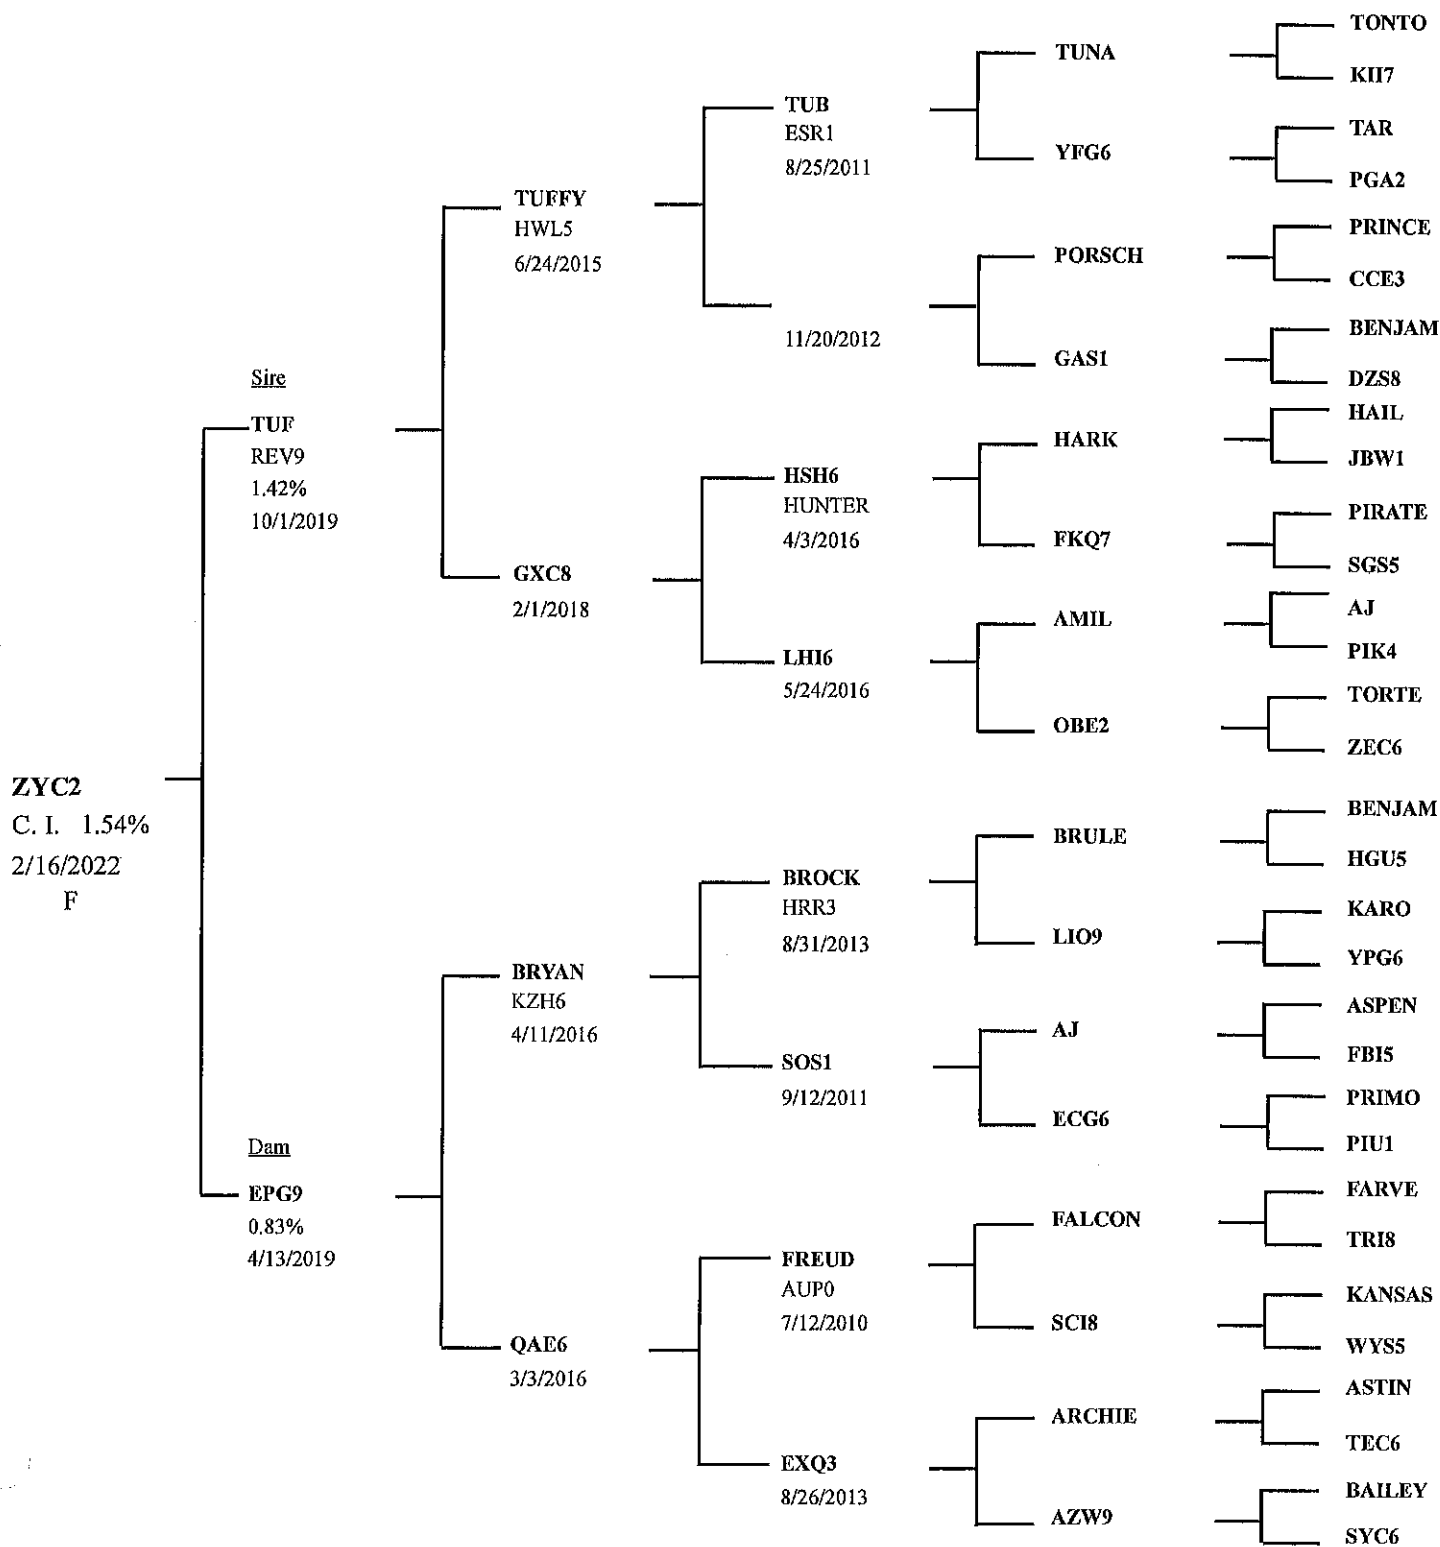 ZYC2
C. I. 1.54%
2/16/2022
F
Sire
TUF
REV9
1.42%
10/1/2019
Dam
EPG9
0.83%
4/13/2019
TUFFY
HWL5
6/24/2015
GXC8
2/1/2018
BRYAN
KZH6
4/11/2016
QAE6
3/3/2016
TUB
ESR1
8/25/2011
11/20/2012
HSH6
HUNTER
4/3/2016
LHI6
5/24/2016
BROCK
HRR3
8/31/2013
SOS1
9/12/2011
FREUD
AUP0
7/12/2010
EXQ3
8/26/2013
TUNA
YFG6
PORSCH
GAS1
HARK
FKQ7
AMIL
OBE2
BRULE
LIO9
AJ
ECG6
FALCON
SCI8
ARCHIE
AZW9
TONTO
KII7
TAR
PGA2
PRINCE
CCE3
BENJAM
DZS8
HAIL
JBW1
PIRATE
SGS5
AJ
PIK4
TORTE
ZEC6
BENJAM
HGU5
KARO
YPG6
ASPEN
FBI5
PRIMO
PIU1
FARVE
TRI8
KANSAS
WYS5
ASTIN
TEC6
BAILEY
SYC6